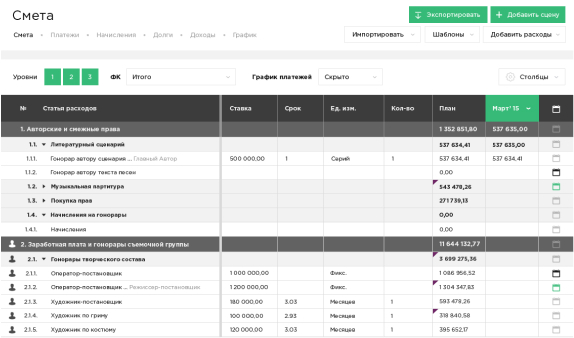 Смета
Экспортировать
Добавить сцену
Смета • Платежи • Начисления • Долги • Доходы • График
Импортировать
Шаблоны
Добавить расходы
Уровни 1 2 3 ФК Итого График платежей Скрыто Столбцы
№ Статья расходов Ставка Срок Ед. изм. Кол-во План Март' 15
1. Авторские и смежные права 1 352 851,80 537 635,00
1.1. Литературный сценарий 537 634,41 537 635,00
1.1.1. Гонорар автору сценария ... Главный Автор 500 000,00 1 Серий 1 537 634,41 537 634,41
1.1.2. Гонорар автору текста песен 0,00
1.2. Музыкальная партитура 543 478,26
1.3. Покупка прав 271 739,13
1.4. Начисления на гонорары 0,00
1.4.1. Начисления 0,00
2. Заработная плата и гонорары съемочной группы 11 644 132,77
2.1. Гонорары творческого состава 3 699 275,36
2.1.1. Оператор-постановщик 1 000 000,00 Фикс. 1 086 956,52
2.1.2. Оператор-постановщик ... Режиссер-постановщик 1 200 000,00 Фикс. 1 304 347,83
2.1.3. Художник-постановщик 180 000,00 3.03 Месяцев 1 593 478,26
2.1.4. Художник по гриму 100 000,00 2.93 Месяцев 1 318 840,58
2.1.5. Художник по костюму 120 000,00 3.03 Месяцев 1 395 652,17